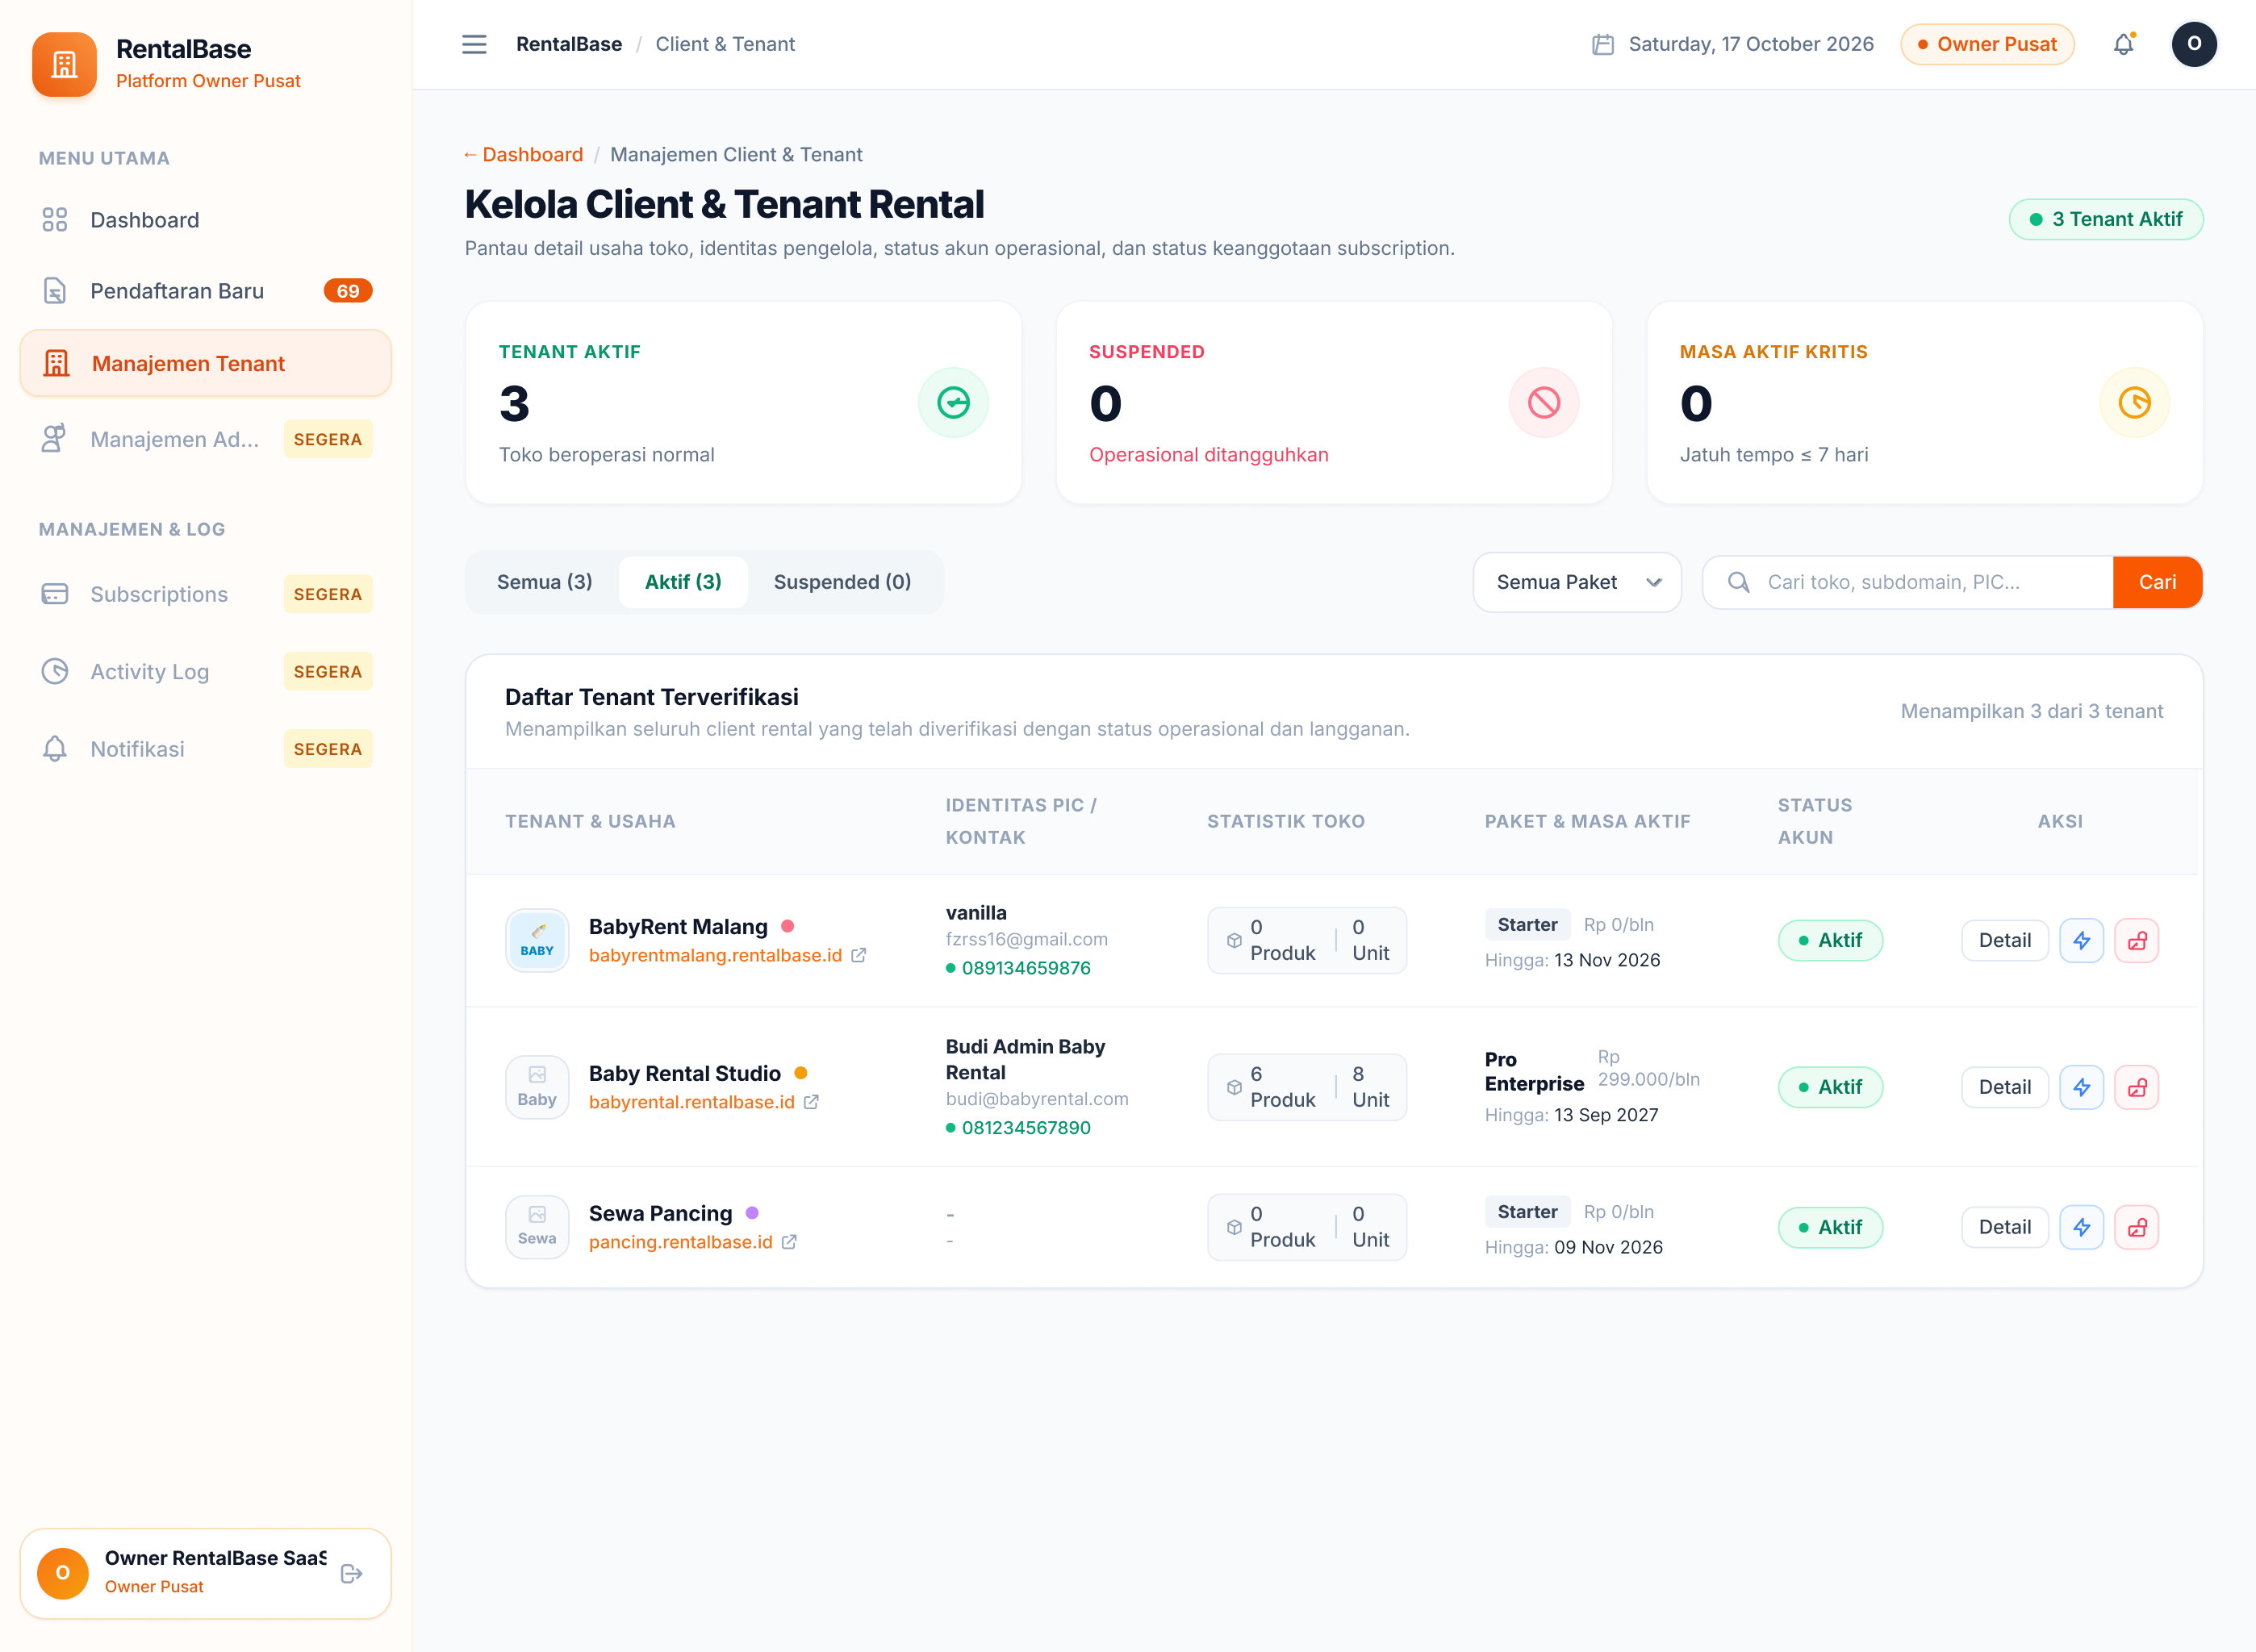 RentalBase
Platform Owner Pusat
MENU UTAMA
Dashboard
Pendaftaran Baru 69
Manajemen Tenant
Manajemen Ad... SEGERA
MANAJEMEN & LOG
Subscriptions SEGERA
Activity Log SEGERA
Notifikasi SEGERA
O
Owner RentalBase SaaS
Owner Pusat
RentalBase / Client & Tenant
Saturday, 17 October 2026
Owner Pusat
O
← Dashboard / Manajemen Client & Tenant
Kelola Client & Tenant Rental
Pantau detail usaha toko, identitas pengelola, status akun operasional, dan status keanggotaan subscription.
3 Tenant Aktif
TENANT AKTIF
3
Toko beroperasi normal
SUSPENDED
0
Operasional ditangguhkan
MASA AKTIF KRITIS
0
Jatuh tempo ≤ 7 hari
Semua (3) Aktif (3) Suspended (0)
Semua Paket
Cari toko, subdomain, PIC...
Cari
Daftar Tenant Terverifikasi
Menampilkan seluruh client rental yang telah diverifikasi dengan status operasional dan langganan.
Menampilkan 3 dari 3 tenant
TENANT & USAHA
IDENTITAS PIC /
KONTAK
STATISTIK TOKO
PAKET & MASA AKTIF
STATUS
AKUN
AKSI
BABY
BabyRent Malang
babyrentmalang.rentalbase.id
vanilla
fzrss16@gmail.com
089134659876
0
Produk
0
Unit
Starter Rp 0/bln
Hingga: 13 Nov 2026
Aktif
Detail
Baby
Baby Rental Studio
babyrental.rentalbase.id
Budi Admin Baby
Rental
budi@babyrental.com
081234567890
6
Produk
8
Unit
Pro
Enterprise
Rp
299.000/bln
Hingga: 13 Sep 2027
Aktif
Detail
Sewa
Sewa Pancing
pancing.rentalbase.id
-
-
0
Produk
0
Unit
Starter Rp 0/bln
Hingga: 09 Nov 2026
Aktif
Detail